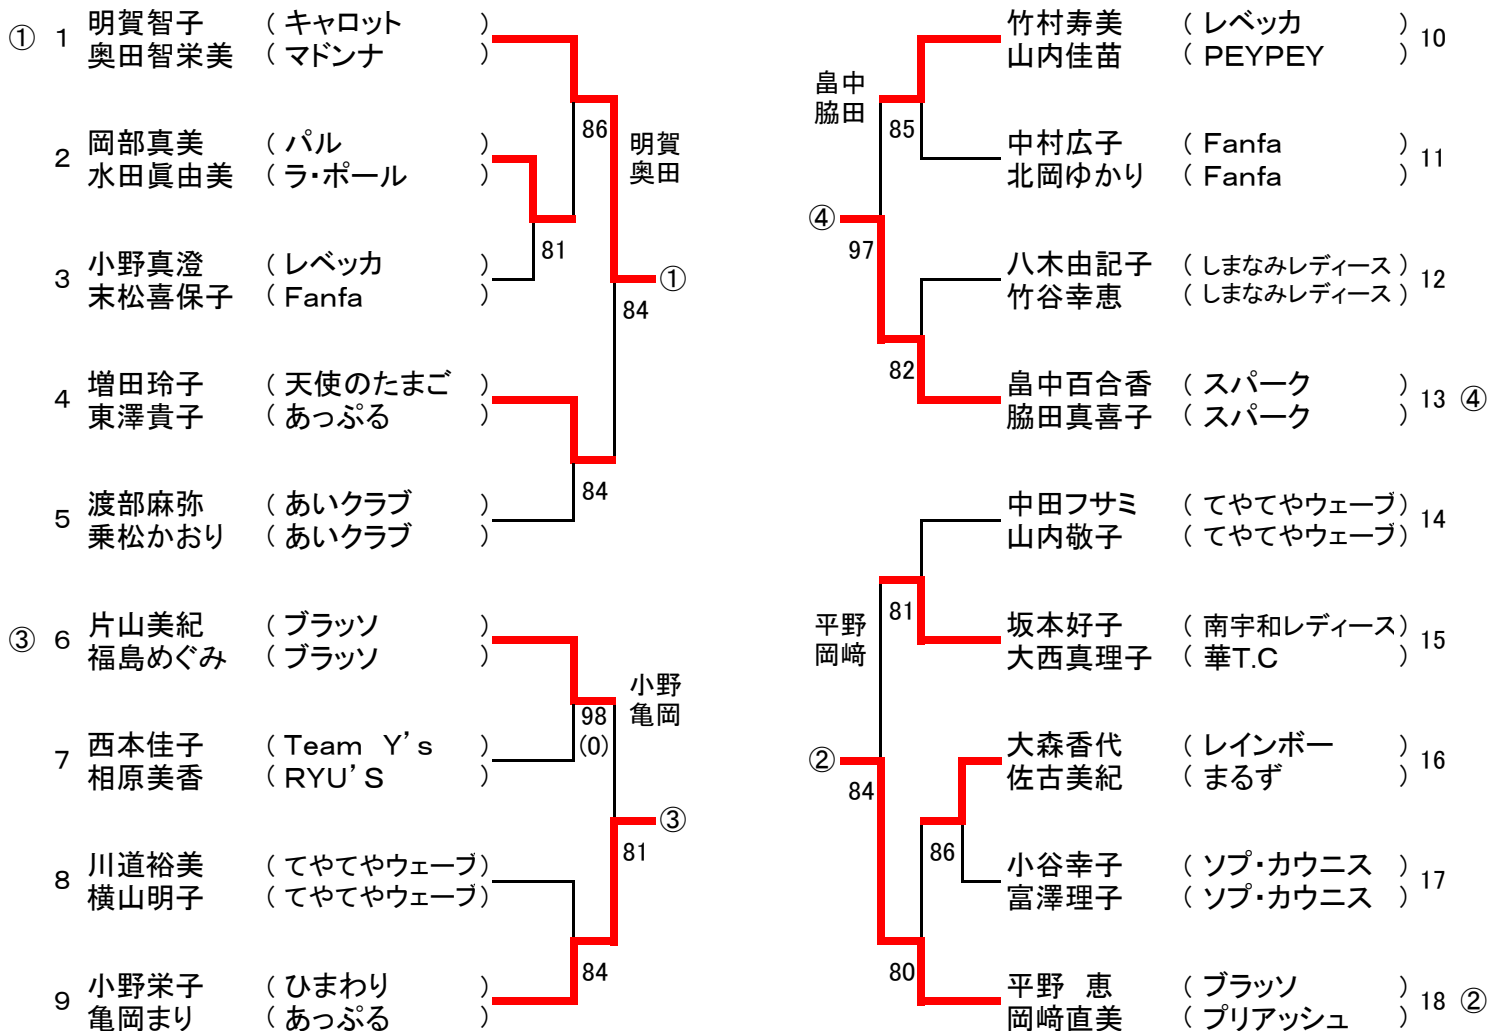 ① 1 明賀智子 ( キャロット )
奥田智栄美 ( マドンナ )
86
明賀
奥田
2 岡部真美 ( パル )
水田眞由美 ( ラ・ポール )
81
3 小野真澄 ( レベッカ )
末松喜保子 ( Fanfa )
①
84
4 増田玲子 ( 天使のたまご )
東澤貴子 ( あっぷる )
84
5 渡部麻弥 ( あいクラブ )
乗松かおり ( あいクラブ )
③ 6 片山美紀 ( ブラッソ )
福島めぐみ ( ブラッソ )
小野
亀岡
98
(0)
7 西本佳子 ( Team Y's )
相原美香 ( RYU'S )
③
81
8 川道裕美 ( てやてやウェーブ )
横山明子 ( てやてやウェーブ )
84
9 小野栄子 ( ひまわり )
亀岡まり ( あっぷる )
竹村寿美 ( レベッカ ) 10
山内佳苗 ( PEYPEY )
畠中
脇田
85
中村広子 ( Fanfa ) 11
北岡ゆかり ( Fanfa )
④
97
八木由記子 ( しまなみレディース ) 12
竹谷幸恵 ( しまなみレディース )
82
畠中百合香 ( スパーク ) 13 ④
脇田真喜子 ( スパーク )
中田フサミ ( てやてやウェーブ ) 14
山内敬子 ( てやてやウェーブ )
81
平野
岡﨑
坂本好子 ( 南宇和レディース ) 15
大西真理子 ( 華T.C )
②
84
大森香代 ( レインボー ) 16
佐古美紀 ( まるず )
86
小谷幸子 ( ソプ・カウニス ) 17
富澤理子 ( ソプ・カウニス )
80
平野 恵 ( ブラッソ ) 18 ②
岡﨑直美 ( プリアッシュ )